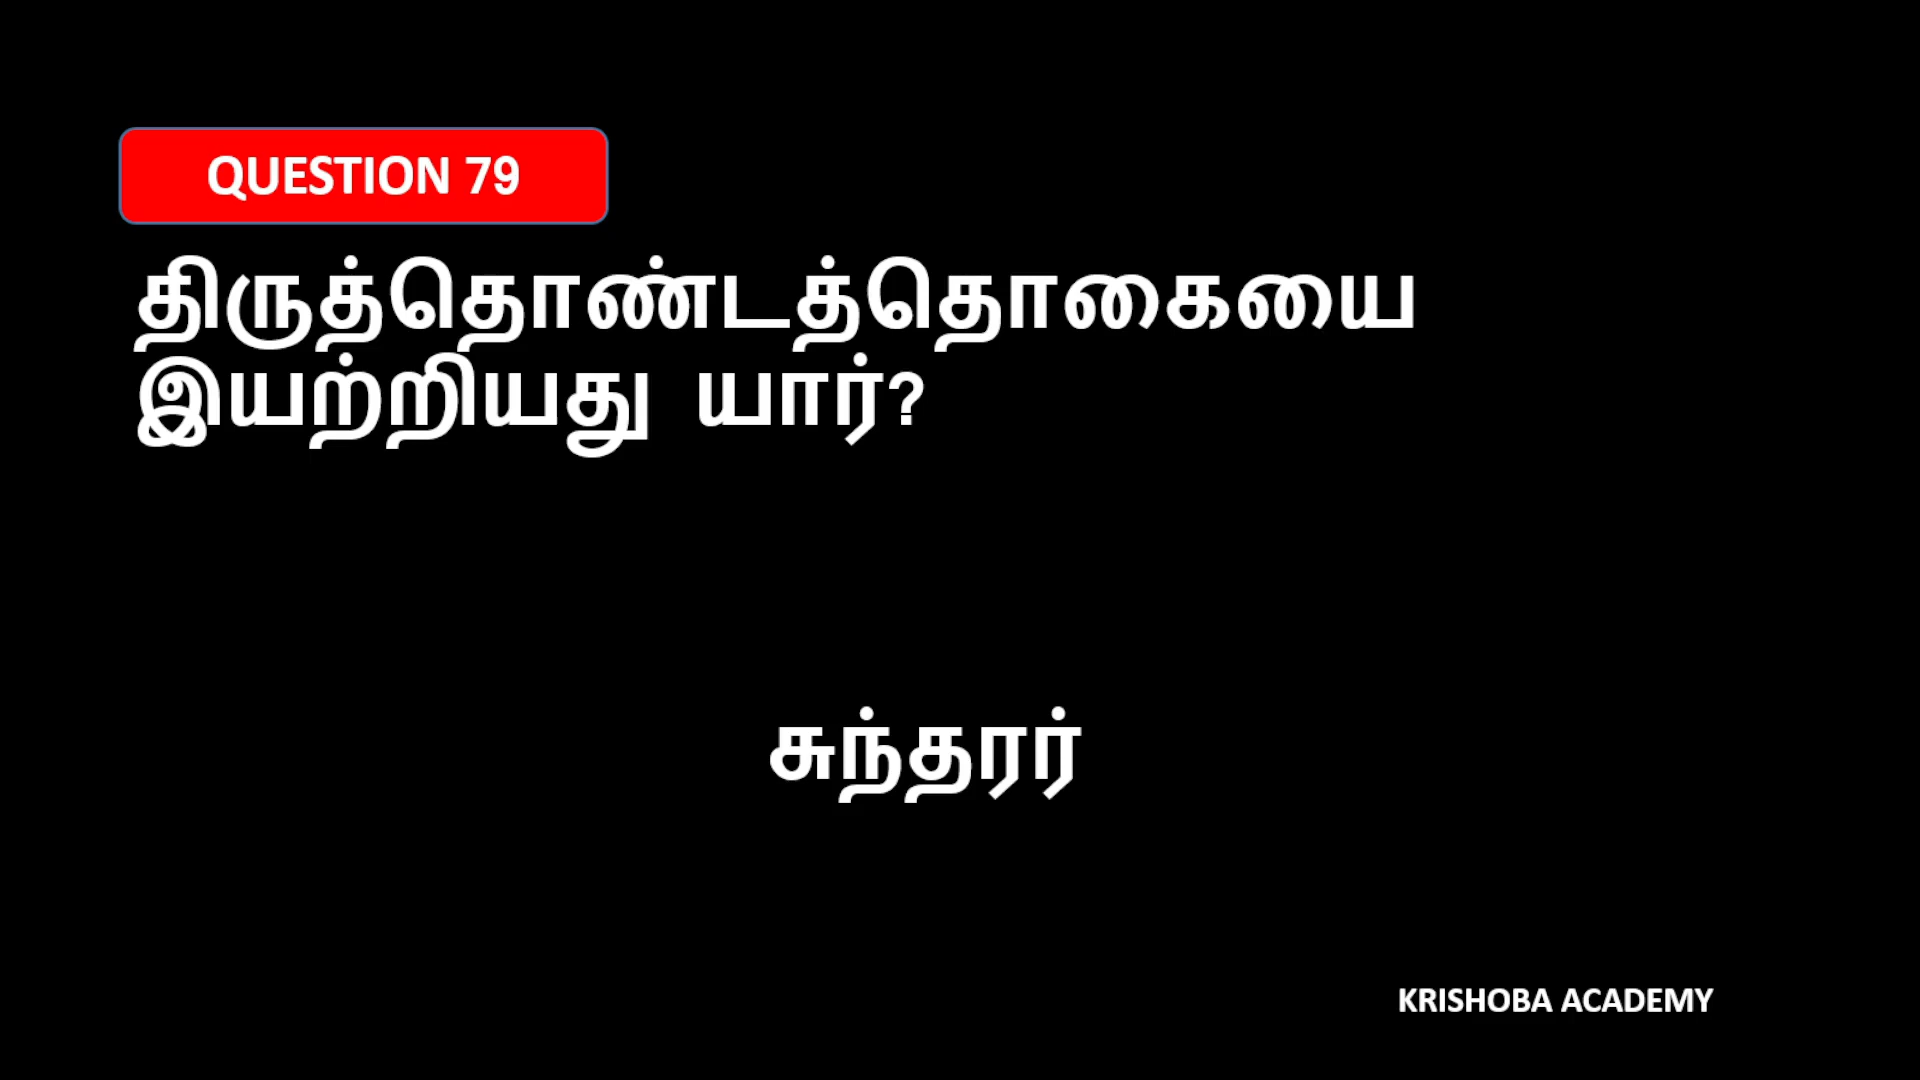 QUESTION 79
திருத்தொண்டத்தொகையை
இயற்றியது யார்?
சுந்தரர்
KRISHOBA ACADEMY